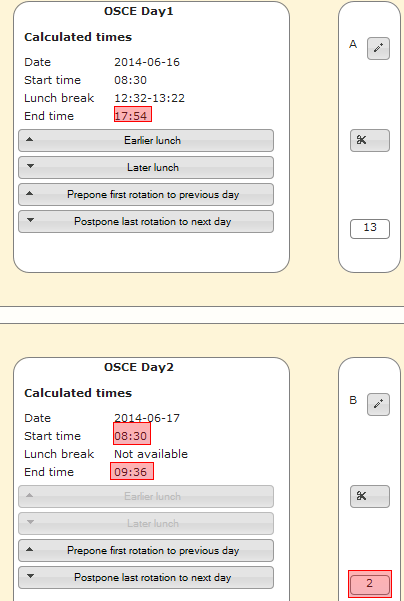 OSCE Day1
Calculated times
Date 2014-06-16
Start time 08:30
Lunch break 12:32-13:22
End time 17:54
Earlier lunch
Later lunch
Prepone first rotation to previous day
Postpone last rotation to next day
A
13
OSCE Day2
Calculated times
Date 2014-06-17
Start time 08:30
Lunch break Not available
End time 09:36
Earlier lunch
Later lunch
Prepone first rotation to previous day
Postpone last rotation to next day
B
2